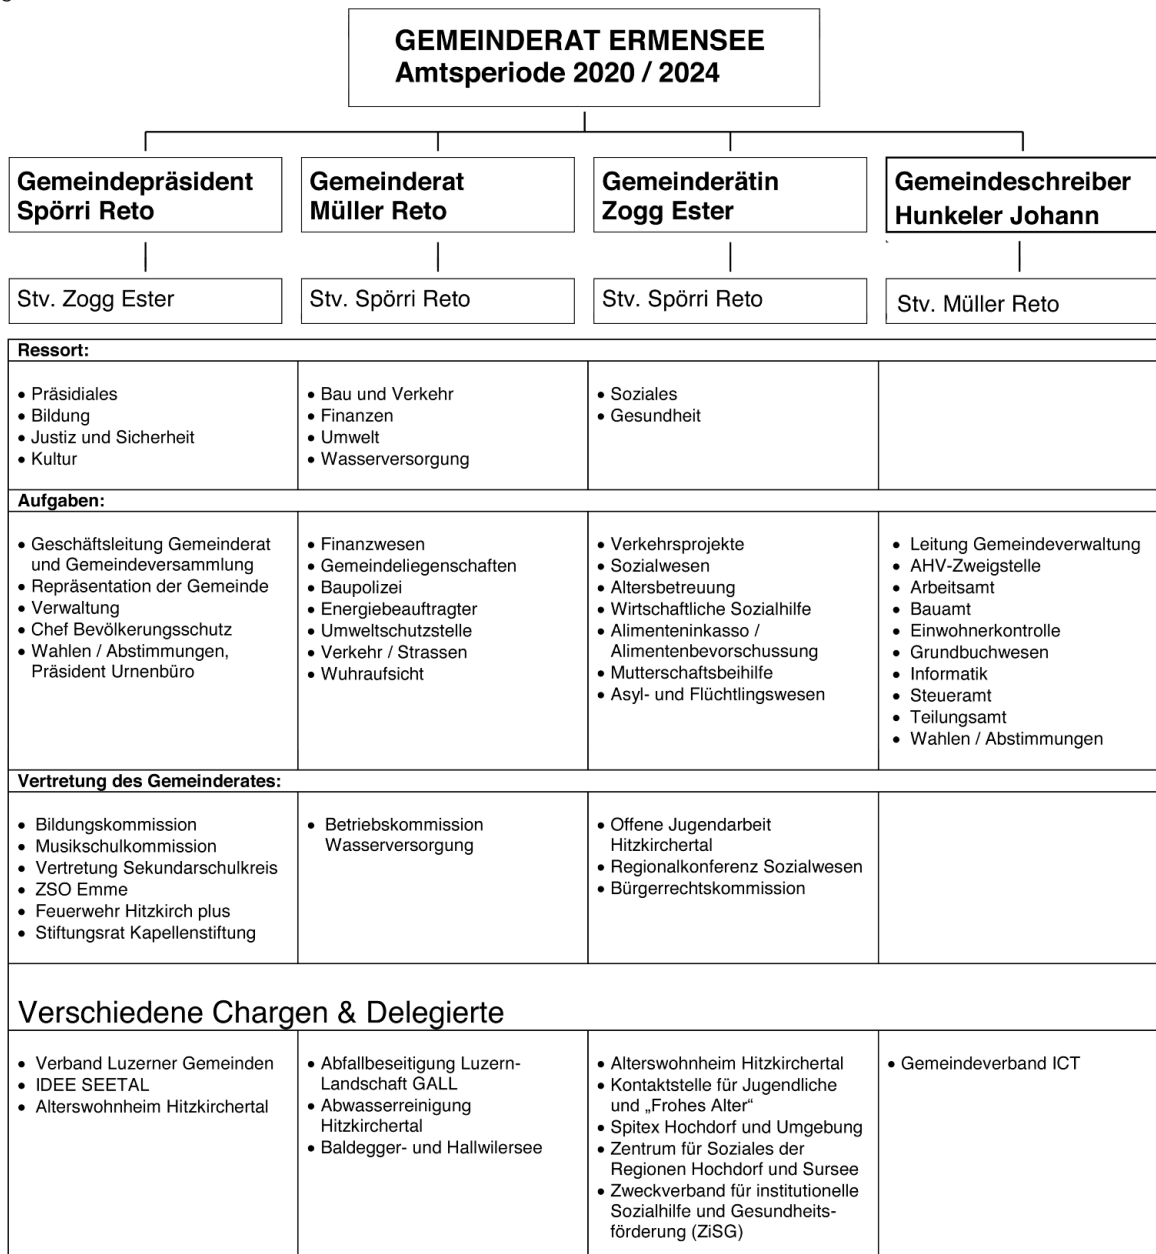 GEMEINDERAT ERMENSEE
Amtsperiode 2020 / 2024
Gemeindepräsident
Spörri Reto
Gemeinderat
Müller Reto
Gemeinderätin
Zogg Ester
Gemeindeschreiber
Hunkeler Johann
Stv. Zogg Ester
Stv. Spörri Reto
Stv. Spörri Reto
Stv. Müller Reto
Ressort:
• Präsidiales
• Bildung
• Justiz und Sicherheit
• Kultur
• Bau und Verkehr
• Finanzen
• Umwelt
• Wasserversorgung
• Soziales
• Gesundheit
Aufgaben:
• Geschäftsleitung Gemeinderat
und Gemeindeversammlung
• Repräsentation der Gemeinde
• Verwaltung
• Chef Bevölkerungsschutz
• Wahlen / Abstimmungen,
Präsident Urnenbüro
• Finanzwesen
• Gemeindeliegenschaften
• Baupolizei
• Energiebeauftragter
• Umweltschutzstelle
• Verkehr / Strassen
• Wuhraufsicht
• Verkehrsprojekte
• Sozialwesen
• Altersbetreuung
• Wirtschaftliche Sozialhilfe
• Alimenteninkasso /
Alimentenbevorschussung
• Mutterschaftsbeihilfe
• Asyl- und Flüchtlingswesen
• Leitung Gemeindeverwaltung
• AHV-Zweigstelle
• Arbeitsamt
• Bauamt
• Einwohnerkontrolle
• Grundbuchwesen
• Informatik
• Steueramt
• Teilungsamt
• Wahlen / Abstimmungen
Vertretung des Gemeinderates:
• Bildungskommission
• Musikschulkommission
• Vertretung Sekundarschulkreis
• ZSO Emme
• Feuerwehr Hitzkirch plus
• Stiftungsrat Kapellenstiftung
• Betriebskommission
Wasserversorgung
• Offene Jugendarbeit
Hitzkirchertal
• Regionalkonferenz Sozialwesen
• Bürgerrechtskommission
Verschiedene Chargen & Delegierte
• Verband Luzerner Gemeinden
• IDEE SEETAL
• Alterswohnheim Hitzkirchertal
• Abfallbeseitigung Luzern-
Landschaft GALL
• Abwasserreinigung
Hitzkirchertal
• Baldegger- und Hallwilersee
• Alterswohnheim Hitzkirchertal
• Kontaktstelle für Jugendliche
und „Frohes Alter“
• Spitex Hochdorf und Umgebung
• Zentrum für Soziales der
Regionen Hochdorf und Sursee
• Zweckverband für institutionelle
Sozialhilfe und Gesundheits-
förderung (ZiSG)
• Gemeindeverband ICT